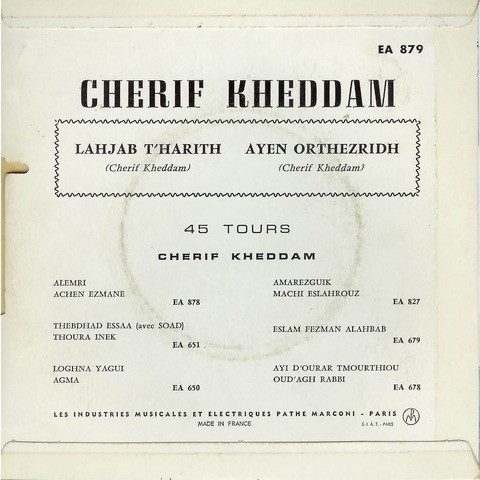 EA 879
CHERIF KHEDDAM
LAHJAB T'HARITH AYEN ORTHEZRIDH
(Cherif Kheddam) (Cherif Kheddam)
45 TOURS
CHERIF KHEDDAM
ALEMRI
ACHEN EZMANE
EA 878
AMAREZGUIK
MACHI ESLAHROUZ
EA 827
THEBDHAD ESSAA (avec SOAD)
THOURA INEK
EA 651
ESLAM FEZMAN ALAHBAB
EA 679
LOGHNA YAGUI
AGMA
EA 650
AYI D'OURAR TMOURTHIOU
OUD'AGH RABBI
EA 678
LES INDUSTRIES MUSICALES ET ELECTRIQUES PATHE MARCONI - PARIS
MADE IN FRANCE
S.I.A.T. - PARIS